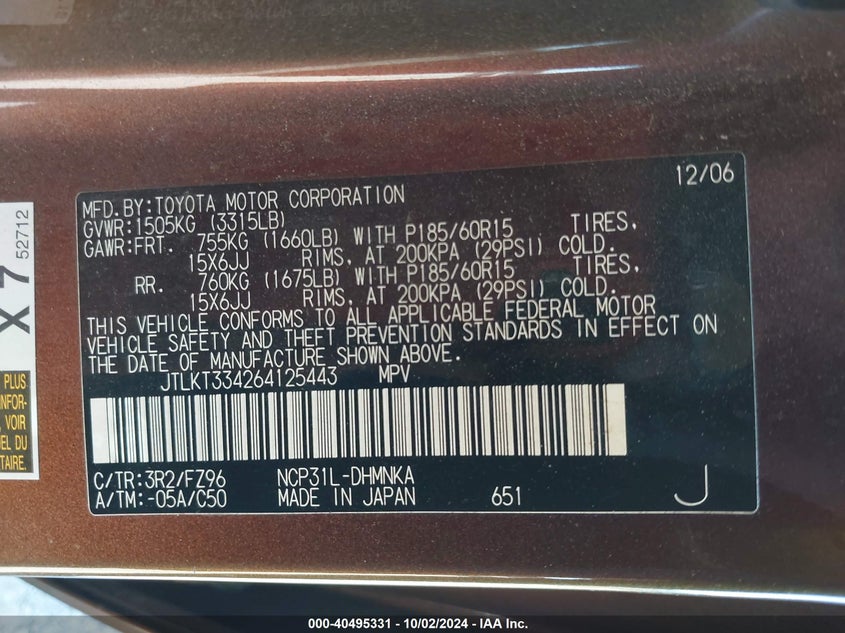 12/06
MFD.BY:TOYOTA MOTOR CORPORATION
GVWR:1505KG (3315LB)
GAWR:FRT. 755KG (1660LB) WITH P185/60R15 TIRES,
15X6JJ RIMS, AT 200KPA (29PSI) COLD.
RR. 760KG (1675LB) WITH P185/60R15 TIRES,
15X6JJ RIMS, AT 200KPA (29PSI) COLD.
THIS VEHICLE CONFORMS TO ALL APPLICABLE FEDERAL MOTOR
VEHICLE SAFETY AND THEFT PREVENTION STANDARDS IN EFFECT ON
THE DATE OF MANUFACTURE SHOWN ABOVE.
JTLKT334264125443 MPV
C/TR:3R2/FZ96 NCP31L-DHMNKA
A/TM:-05A/C50 MADE IN JAPAN 651 J
X 7
52712
PLUS
INFOR-
, VOIR
EL DU
TAIRE.
000-40495331 - 10/02/2024 - IAA Inc.